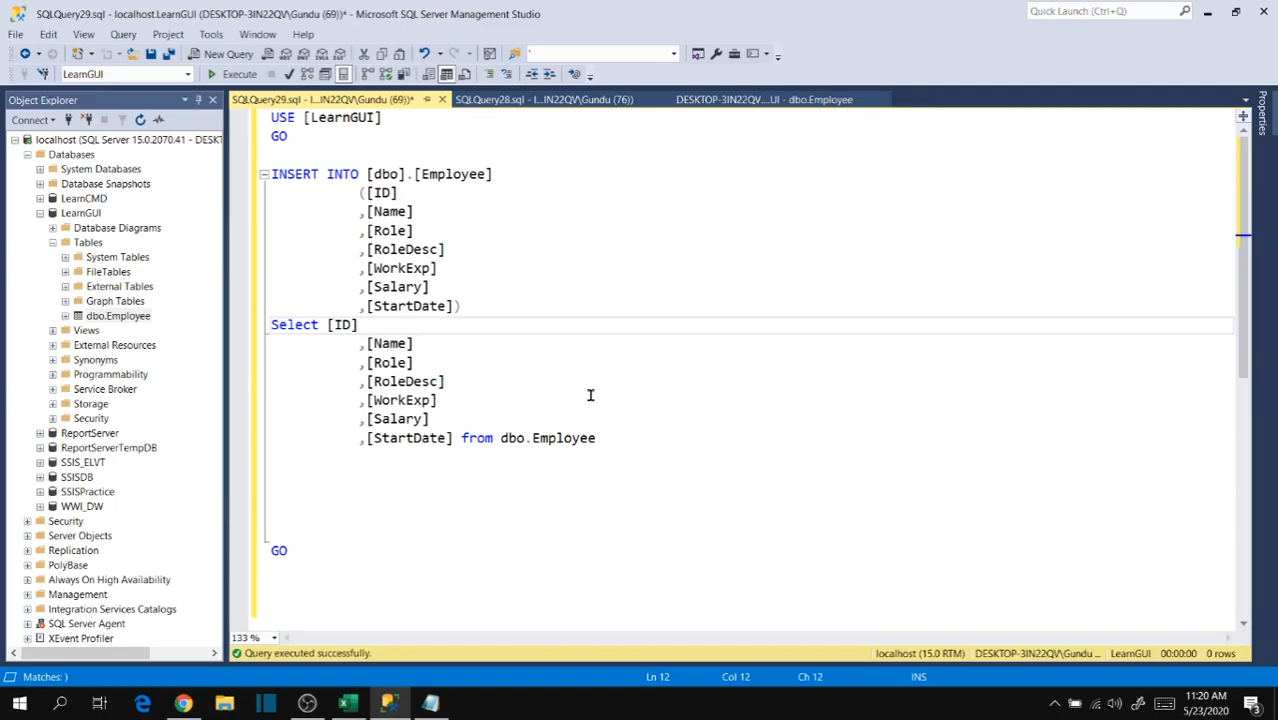 SQLQuery29.sql - localhost.LearnGUI (DESKTOP-3IN22QV\Gundu (69))* - Microsoft SQL Server Management Studio
Quick Launch (Ctrl+Q)
File Edit View Query Project Tools Window Help
New Query
LearnGUI Execute
Object Explorer
SQLQuery29.sql - l...IN22QV\Gundu (69))*
SQLQuery28.sql - l...IN22QV\Gundu (76))
DESKTOP-3IN22QV....UI - dbo.Employee
Properties
Connect
localhost (SQL Server 15.0.2070.41 - DESKT
Databases
System Databases
Database Snapshots
LearnCMD
LearnGUI
Database Diagrams
Tables
System Tables
FileTables
External Tables
Graph Tables
dbo.Employee
Views
External Resources
Synonyms
Programmability
Service Broker
Storage
Security
ReportServer
ReportServerTempDB
SSIS_ELVT
SSISDB
SSISPractice
WWI_DW
Security
Server Objects
Replication
PolyBase
Always On High Availability
Management
Integration Services Catalogs
SQL Server Agent
XEvent Profiler
USE [LearnGUI]
GO
INSERT INTO [dbo].[Employee]
([ID]
,[Name]
,[Role]
,[RoleDesc]
,[WorkExp]
,[Salary]
,[StartDate])
Select [ID]
,[Name]
,[Role]
,[RoleDesc]
,[WorkExp]
,[Salary]
,[StartDate] from dbo.Employee
GO
133 %
Query executed successfully.
localhost (15.0 RTM) DESKTOP-3IN22QV\Gundu ... LearnGUI 00:00:00 0 rows
Matches: ) Ln 12 Col 12 Ch 12 INS
11:20 AM
5/23/2020
3